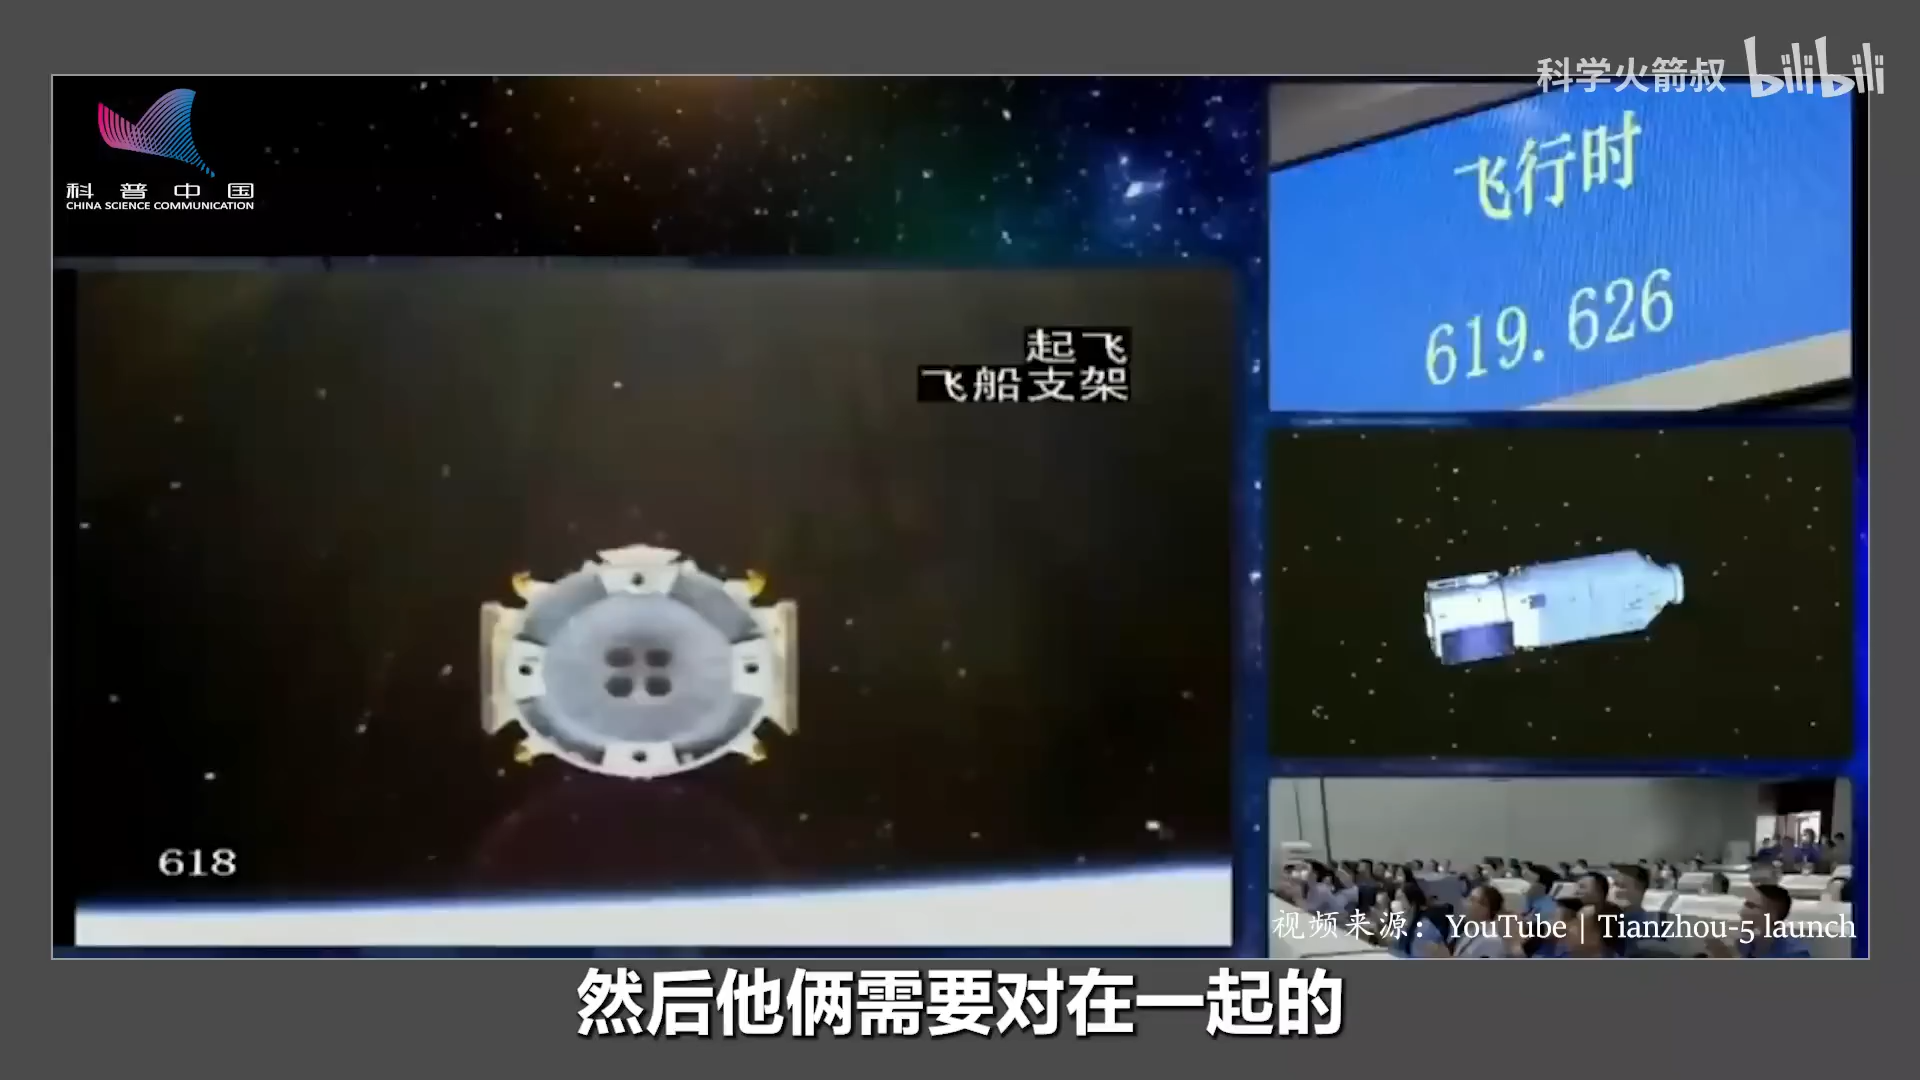 科学火箭叔 bilibili
科普中国
CHINA SCIENCE COMMUNICATION
飞行时
619.626
起飞
飞船支架
618
视频来源：YouTube | Tianzhou-5 launch
然后他俩需要对在一起的